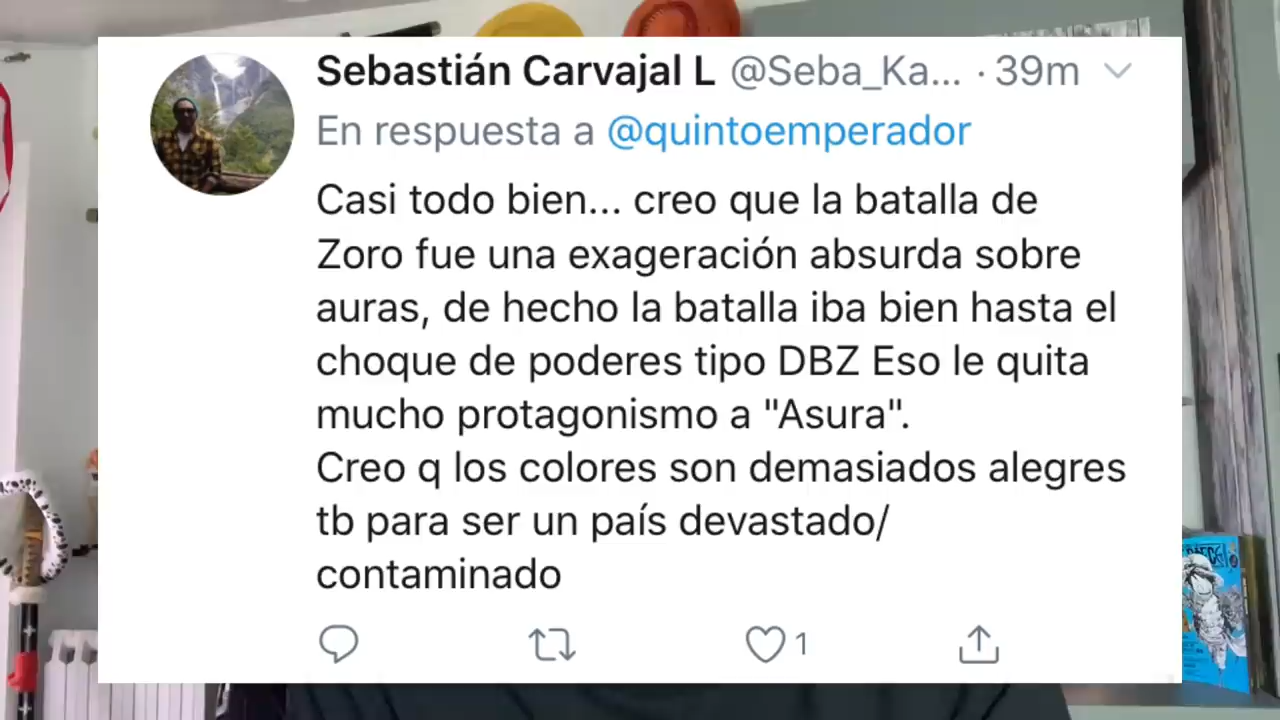 Sebastián Carvajal L @Seba_Ka... · 39m
En respuesta a @quintoemperador
Casi todo bien... creo que la batalla de
Zoro fue una exageración absurda sobre
auras, de hecho la batalla iba bien hasta el
choque de poderes tipo DBZ Eso le quita
mucho protagonismo a "Asura".
Creo q los colores son demasiados alegres
tb para ser un país devastado/
contaminado
1